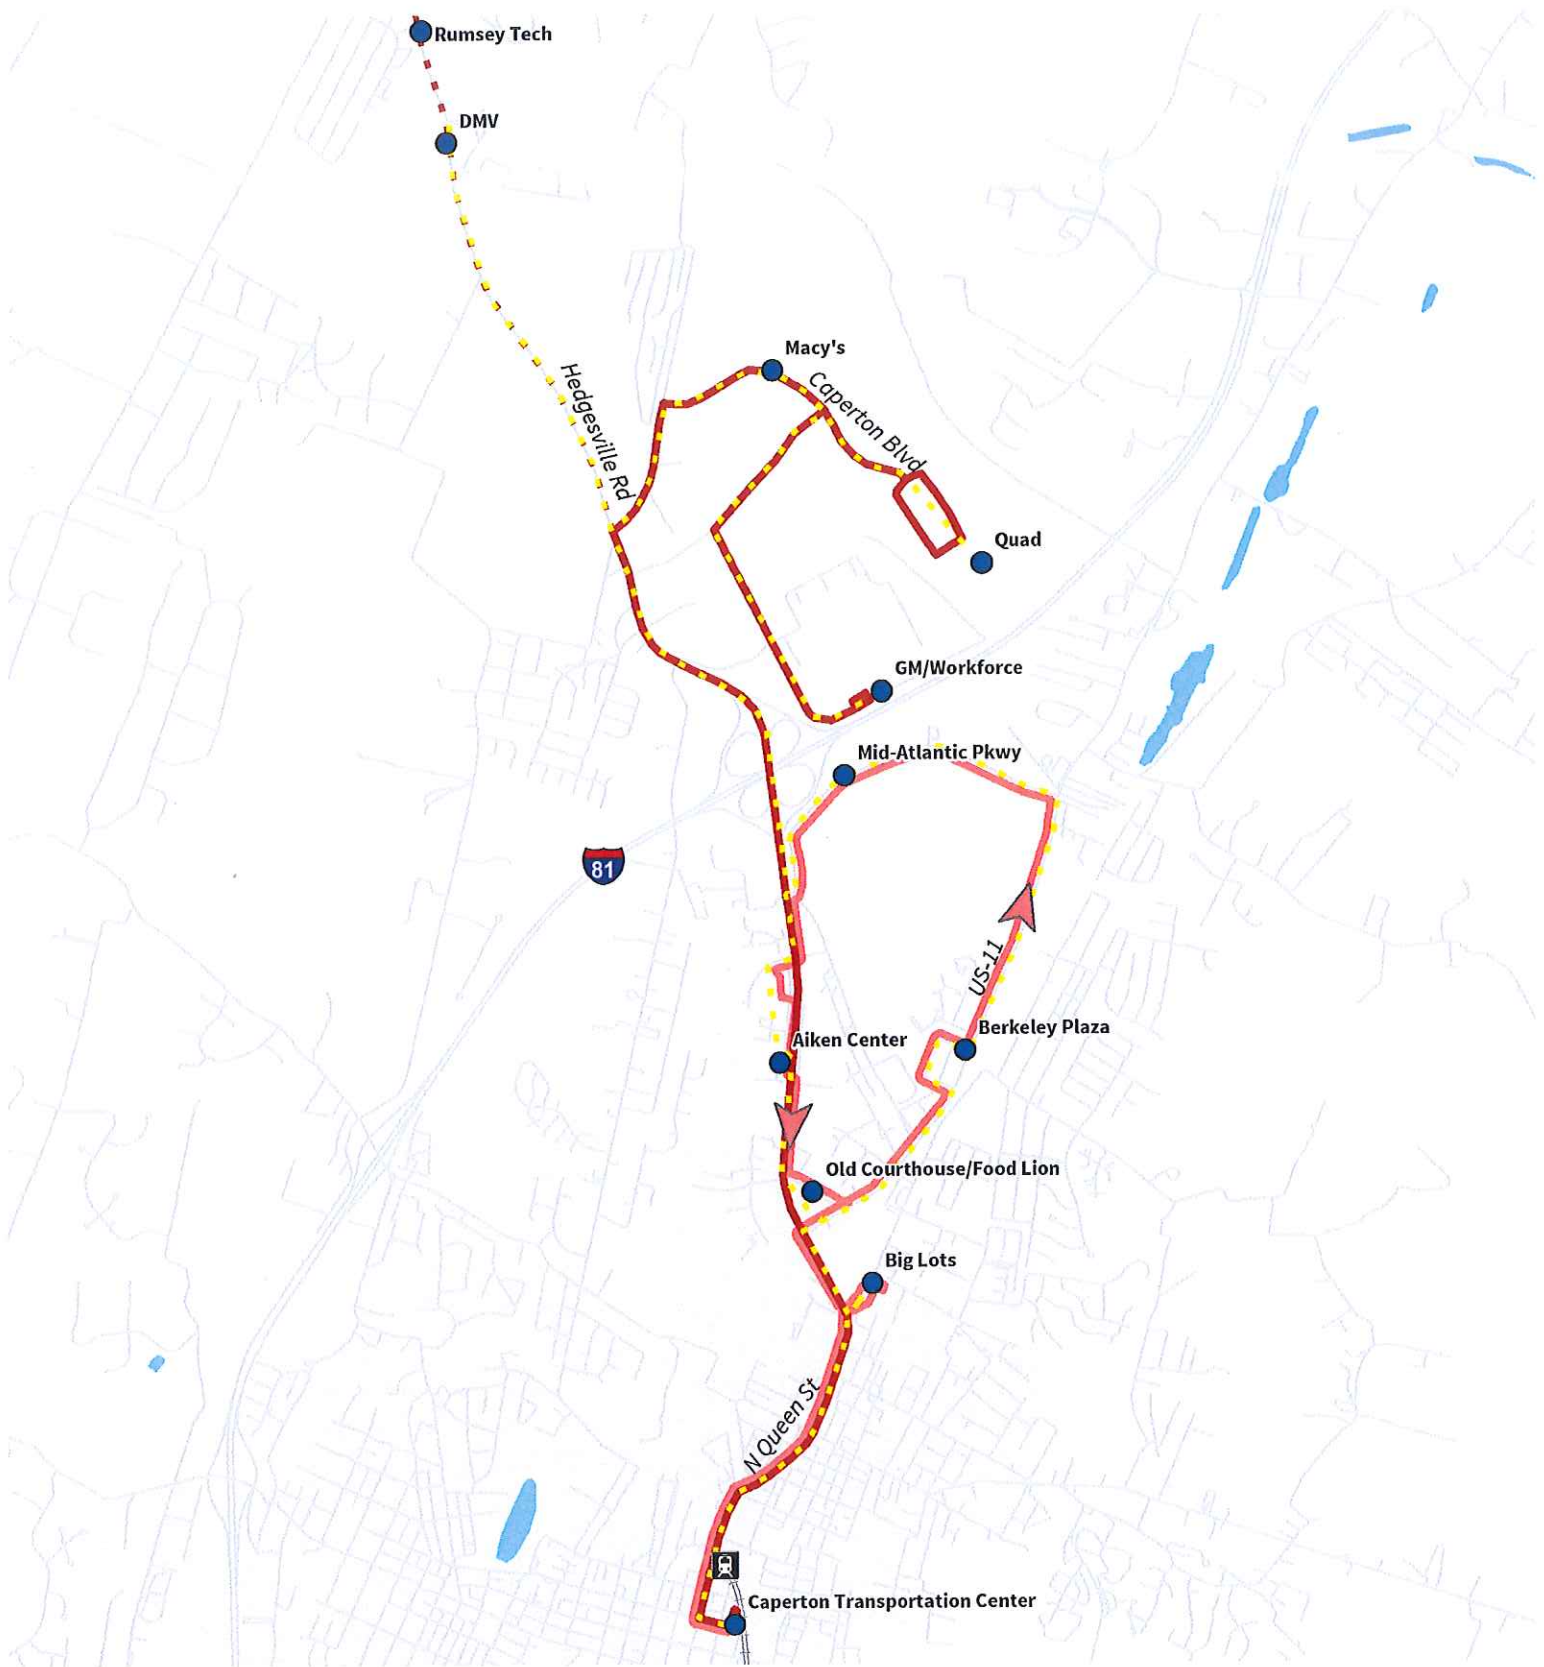 Rumsey Tech
DMV
Macy's
Caperton Blvd
Hedgesville Rd
Quad
GM/Workforce
Mid-Atlantic Pkwy
81
US-11
Berkeley Plaza
Aiken Center
Old Courthouse/Food Lion
Big Lots
N Queen St
Caperton Transportation Center